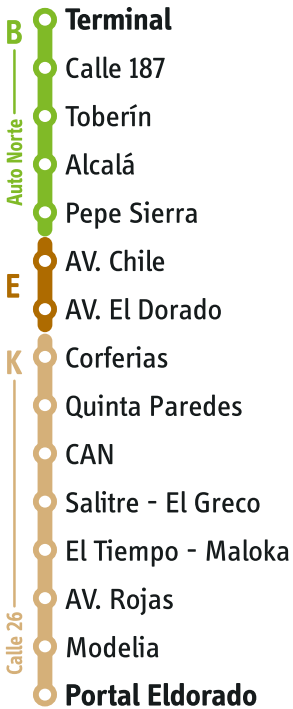 B
Auto Norte
Terminal
Calle 187
Toberín
Alcalá
Pepe Sierra
E
AV. Chile
AV. El Dorado
K
Calle 26
Corferias
Quinta Paredes
CAN
Salitre - El Greco
El Tiempo - Maloka
AV. Rojas
Modelia
Portal Eldorado